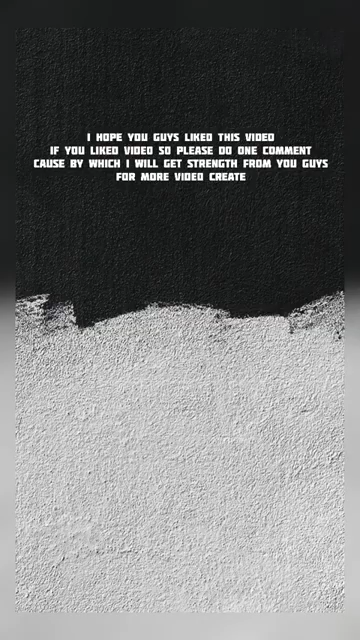 I HOPE YOU GUYS LIKED THIS VIDEO
IF YOU LIKED VIDEO SO PLEASE DO ONE COMMENT
CAUSE BY WHICH I WILL GET STRENGTH FROM YOU GUYS
FOR MORE VIDEO CREATE